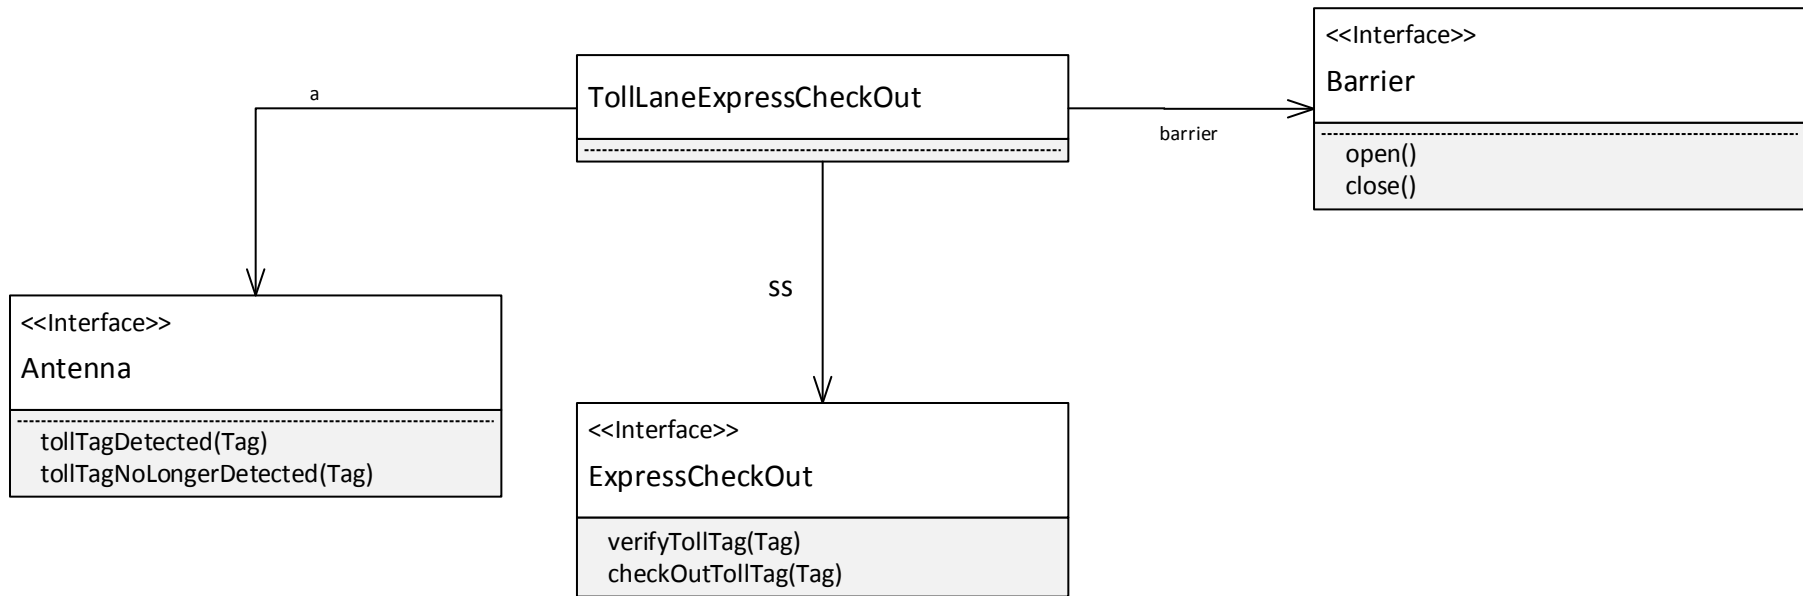 <<Interface>>
Barrier
open()
close()
TollLaneExpressCheckOut
a
barrier
ss
<<Interface>>
Antenna
tollTagDetected(Tag)
tollTagNoLongerDetected(Tag)
<<Interface>>
ExpressCheckOut
verifyTollTag(Tag)
checkOutTollTag(Tag)